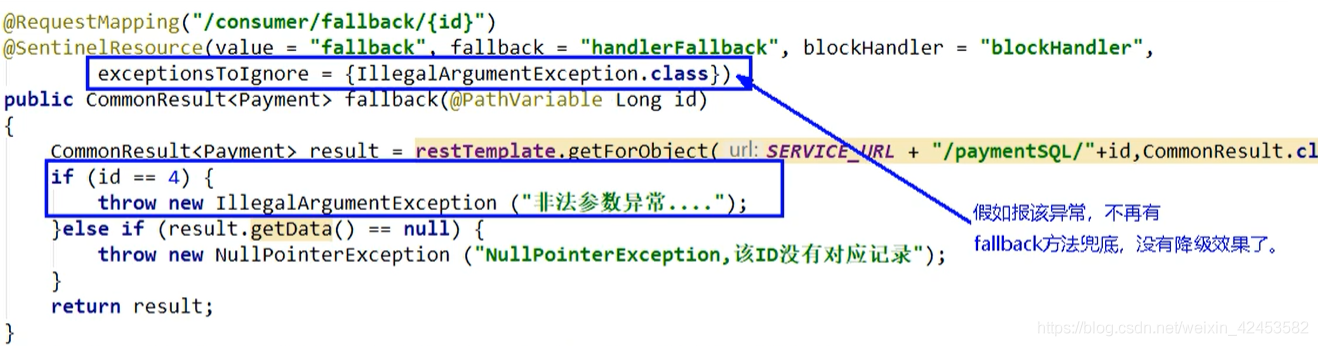 @RequestMapping("/consumer/fallback/{id}")
@SentinelResource(value = "fallback", fallback = "handlerFallback", blockHandler = "blockHandler",
exceptionsToIgnore = {IllegalArgumentException.class})
public CommonResult<Payment> fallback(@PathVariable Long id)
{
CommonResult<Payment> result = restTemplate.getForObject( url: SERVICE_URL + "/paymentSQL/"+id,CommonResult.cl
if (id == 4) {
throw new IllegalArgumentException ("非法参数异常....");
}else if (result.getData() == null) {
throw new NullPointerException ("NullPointerException,该ID没有对应记录");
}
return result;
}
假如报该异常，不再有
fallback方法兜底，没有降级效果了。
https://blog.csdn.net/weixin_42453582